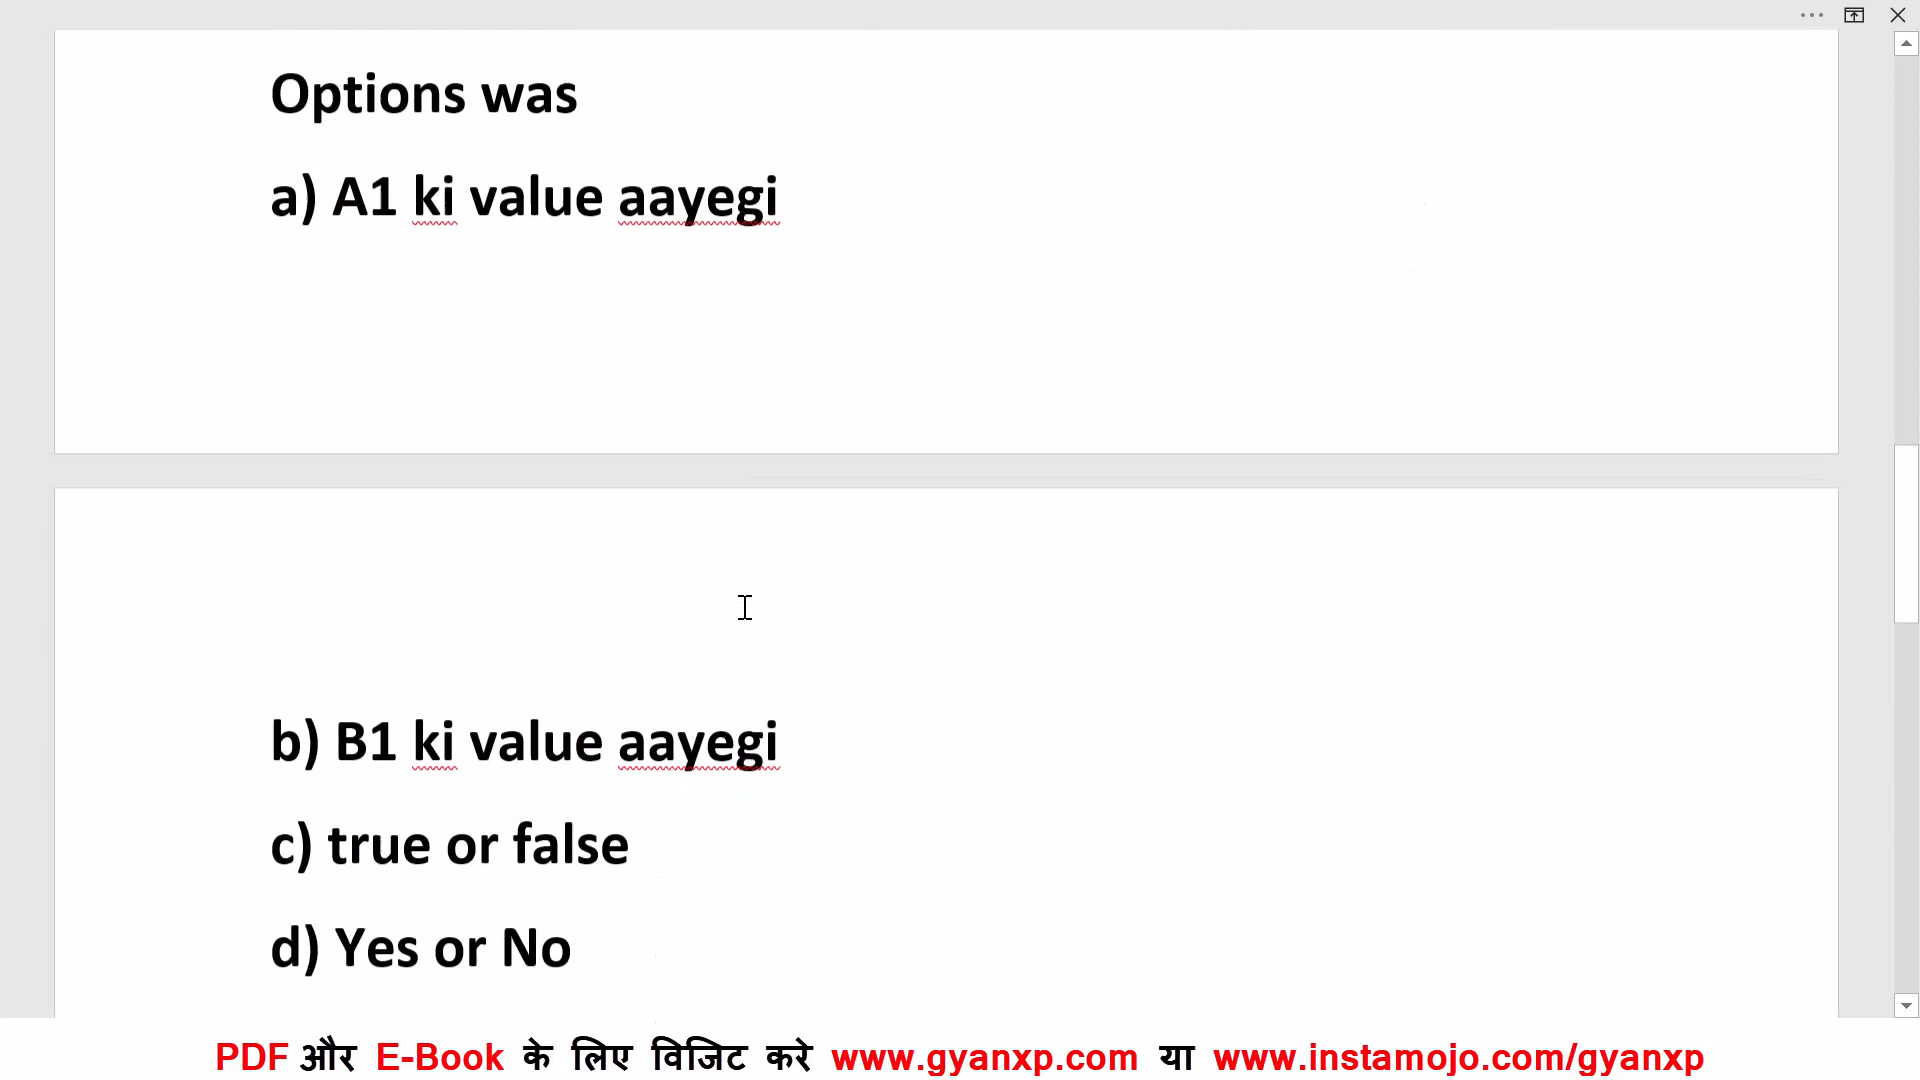 Options was
a) A1 ki value aayegi
b) B1 ki value aayegi
c) true or false
d) Yes or No
PDF और E-Book के लिए विजिट करे www.gyanxp.com या www.instamojo.com/gyanxp